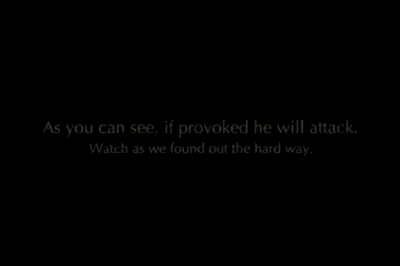 As you can see, if provoked he will attack.
Watch as we found out the hard way.